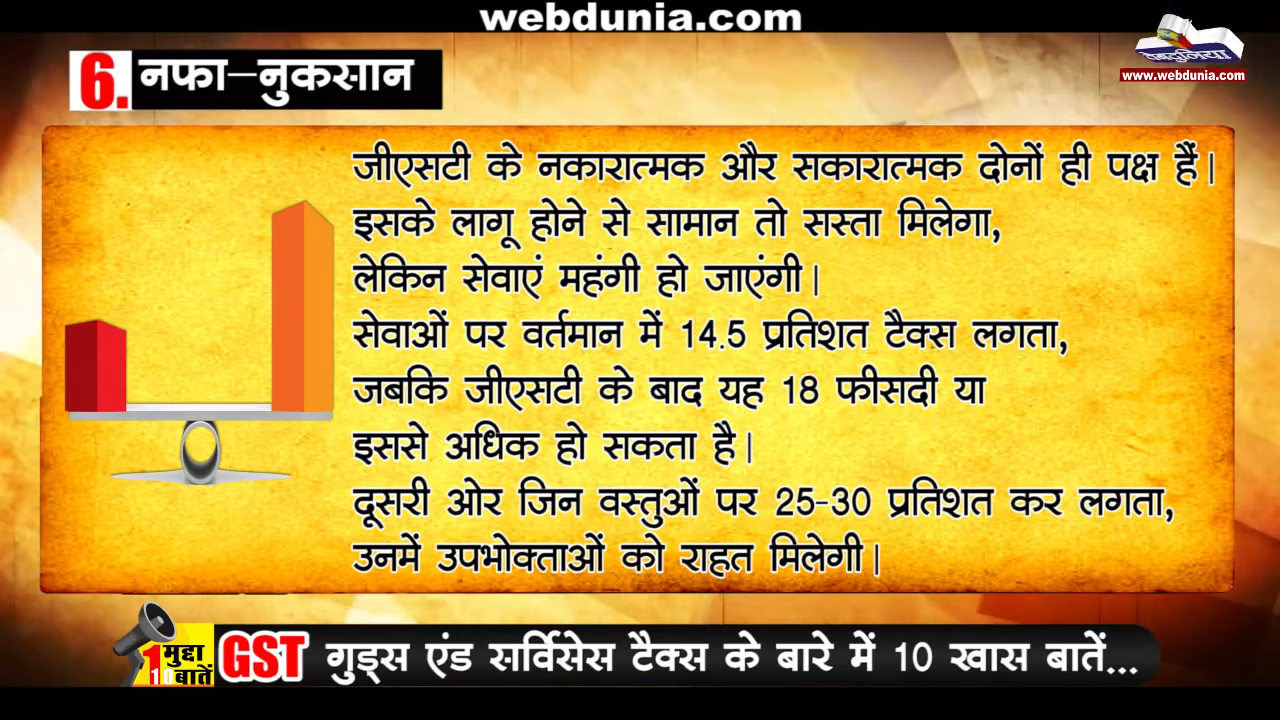 webdunia.com
वेबदुनिया
www.webdunia.com
6. नफा-नुकसान
जीएसटी के नकारात्मक और सकारात्मक दोनों ही पक्ष हैं।
इसके लागू होने से सामान तो सस्ता मिलेगा,
लेकिन सेवाएं महंगी हो जाएंगी।
सेवाओं पर वर्तमान में 14.5 प्रतिशत टैक्स लगता,
जबकि जीएसटी के बाद यह 18 फीसदी या
इससे अधिक हो सकता है।
दूसरी ओर जिन वस्तुओं पर 25-30 प्रतिशत कर लगता,
उनमें उपभोक्ताओं को राहत मिलेगी।
1 मुद्दा
10 बातें
GST गुड्स एंड सर्विसेस टैक्स के बारे में 10 खास बातें...